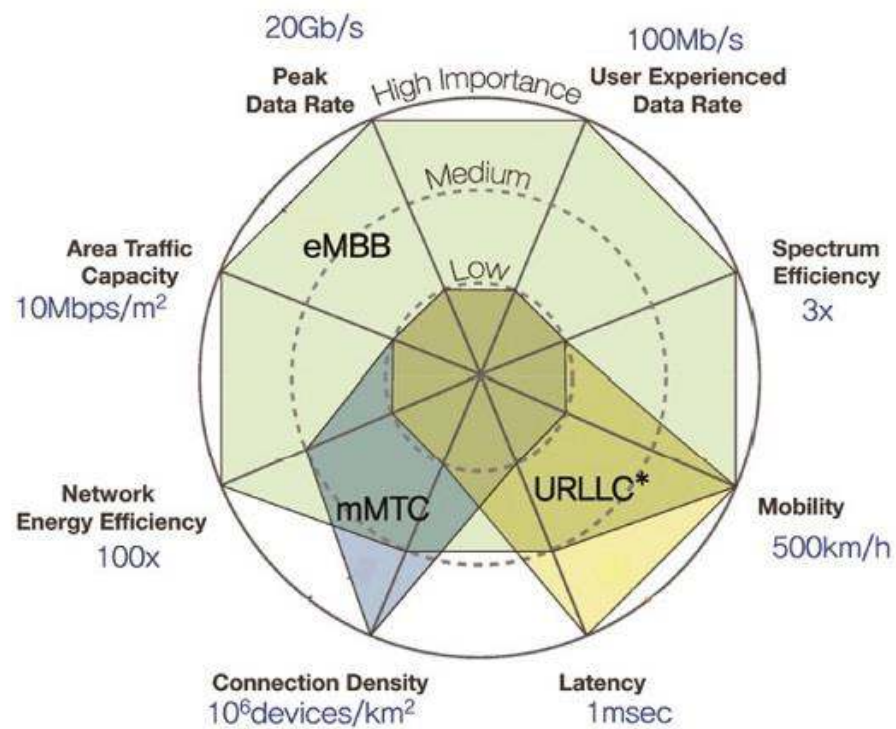 20Gb/s
100Mb/s
Peak
Data Rate
High Importance
User Experienced
Data Rate
Medium
eMBB
Low
Area Traffic
Capacity
10Mbps/m²
Spectrum
Efficiency
3x
Network
Energy Efficiency
100x
mMTC
URLLC*
Mobility
500km/h
Connection Density
10⁶devices/km²
Latency
1msec